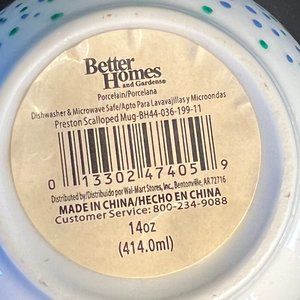 Better
Homes
and Gardens®
Porcelain/Porcelana
Dishwasher & Microwave Safe/Apto Para Lavavajillas y Microondas
Preston Scalloped Mug-BH44-036-199-11
0 13302 47405 9
Distributed by/Distribuido por Wal-Mart Stores, Inc., Bentonville, AR 72716
MADE IN CHINA/HECHO EN CHINA
Customer Service: 800-234-9088
14oz
(414.0ml)